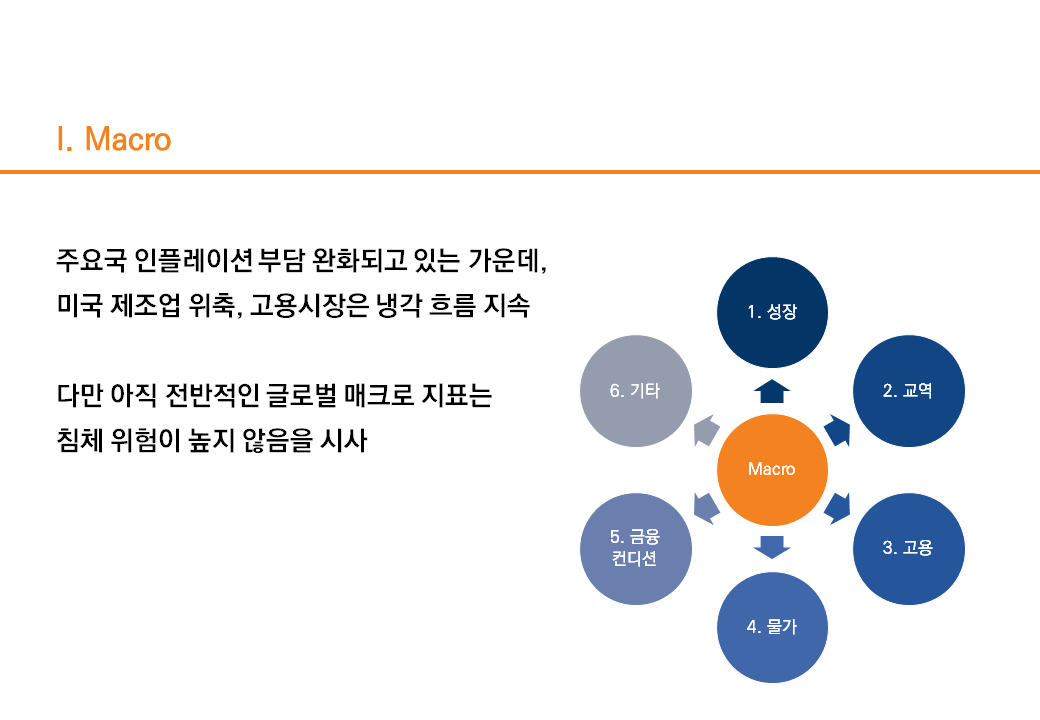 I. Macro
주요국 인플레이션 부담 완화되고 있는 가운데,
미국 제조업 위축, 고용시장은 냉각 흐름 지속
다만 아직 전반적인 글로벌 매크로 지표는
침체 위험이 높지 않음을 시사
1. 성장
2. 교역
3. 고용
4. 물가
5. 금융
컨디션
6. 기타
Macro